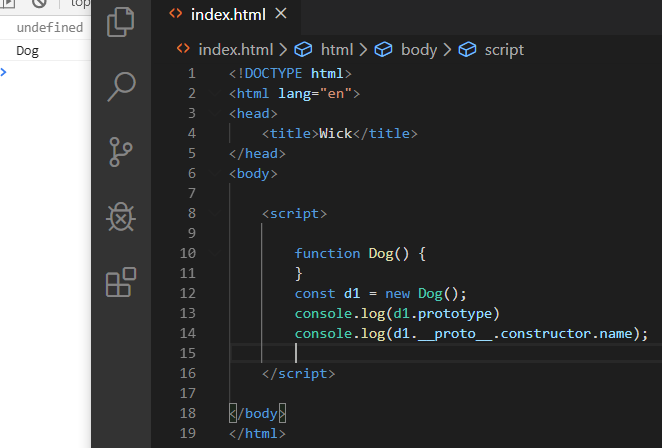 top
undefined
Dog
index.html
index.html > html > body > script
1 <!DOCTYPE html>
2 <html lang="en">
3 <head>
4 <title>Wick</title>
5 </head>
6 <body>
7
8 <script>
9
10 function Dog() {
11 }
12 const d1 = new Dog();
13 console.log(d1.prototype)
14 console.log(d1.__proto__.constructor.name);
15
16 </script>
17
18 </body>
19 </html>